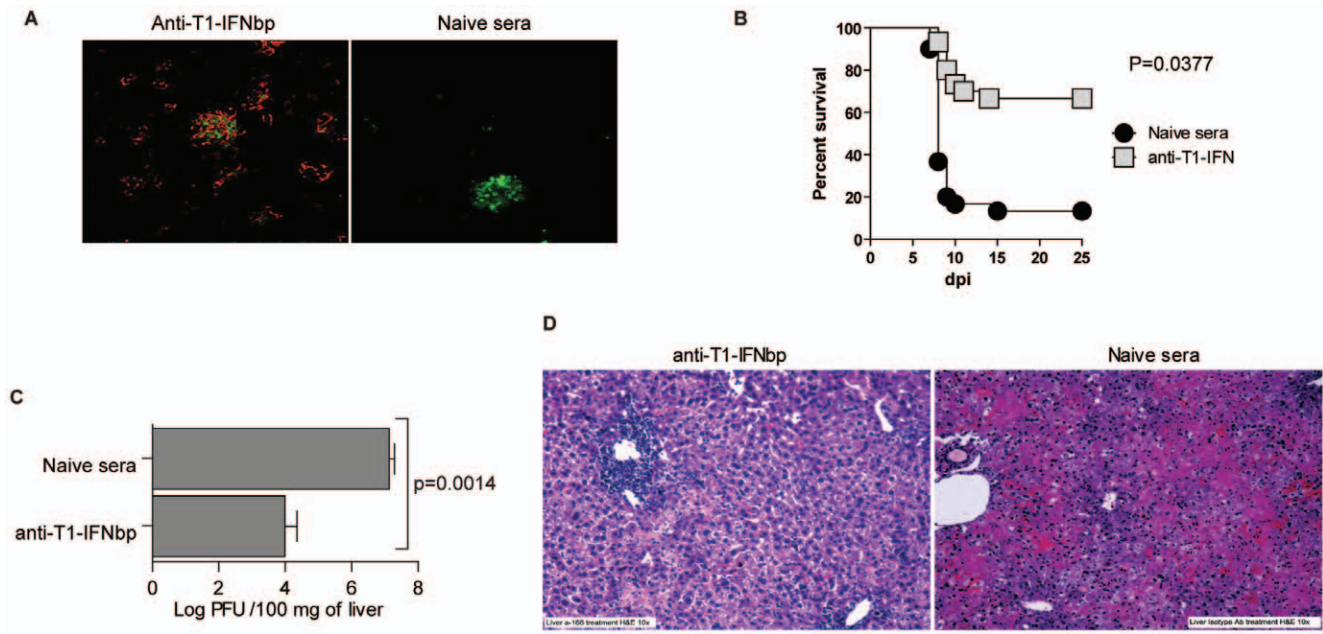 A
Anti-T1-IFNbp
Naive sera
B
100
80
60
40
20
0
Percent survival
0 5 10 15 20 25
dpi
P=0.0377
Naive sera
anti-T1-IFN
C
Naive sera
anti-T1-IFNbp
p=0.0014
0 2 4 6 8
Log PFU /100 mg of liver
D
anti-T1-IFNbp
Naive sera
Liver a-166 treatment H&E 10x
Liver Isotype Ab treatment H&E 10x